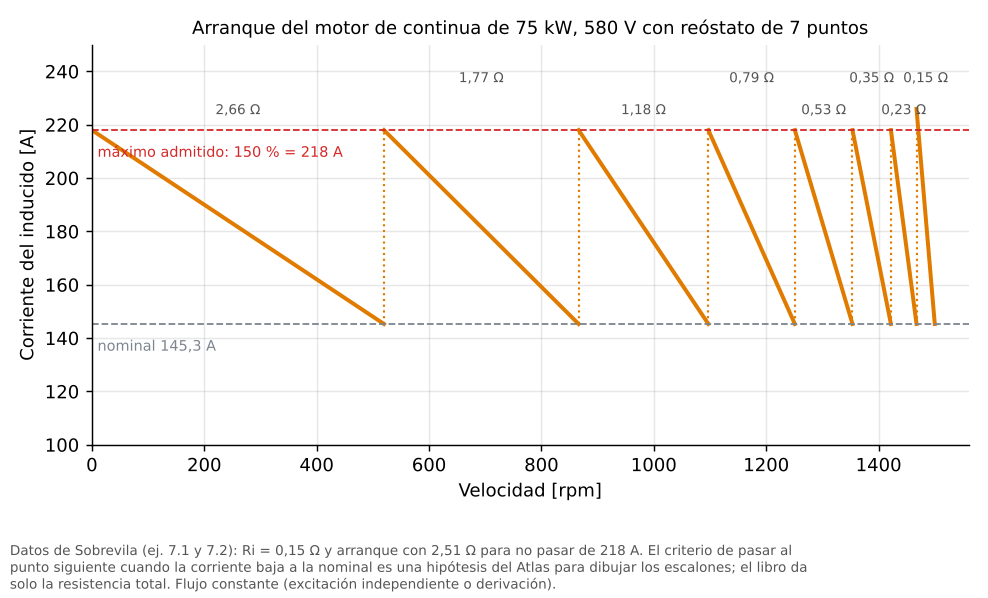 Arranque del motor de continua de 75 kW, 580 V con reóstato de 7 puntos
240
220
200
180
160
140
120
100
Corriente del inducido [A]
2,66 Ω
1,77 Ω
1,18 Ω
0,79 Ω
0,53 Ω
0,35 Ω
0,23 Ω
0,15 Ω
máximo admitido: 150 % = 218 A
nominal 145,3 A
0
200
400
600
800
1000
1200
1400
Velocidad [rpm]
Datos de Sobrevila (ej. 7.1 y 7.2): Ri = 0,15 Ω y arranque con 2,51 Ω para no pasar de 218 A. El criterio de pasar al
punto siguiente cuando la corriente baja a la nominal es una hipótesis del Atlas para dibujar los escalones; el libro da
solo la resistencia total. Flujo constante (excitación independiente o derivación).